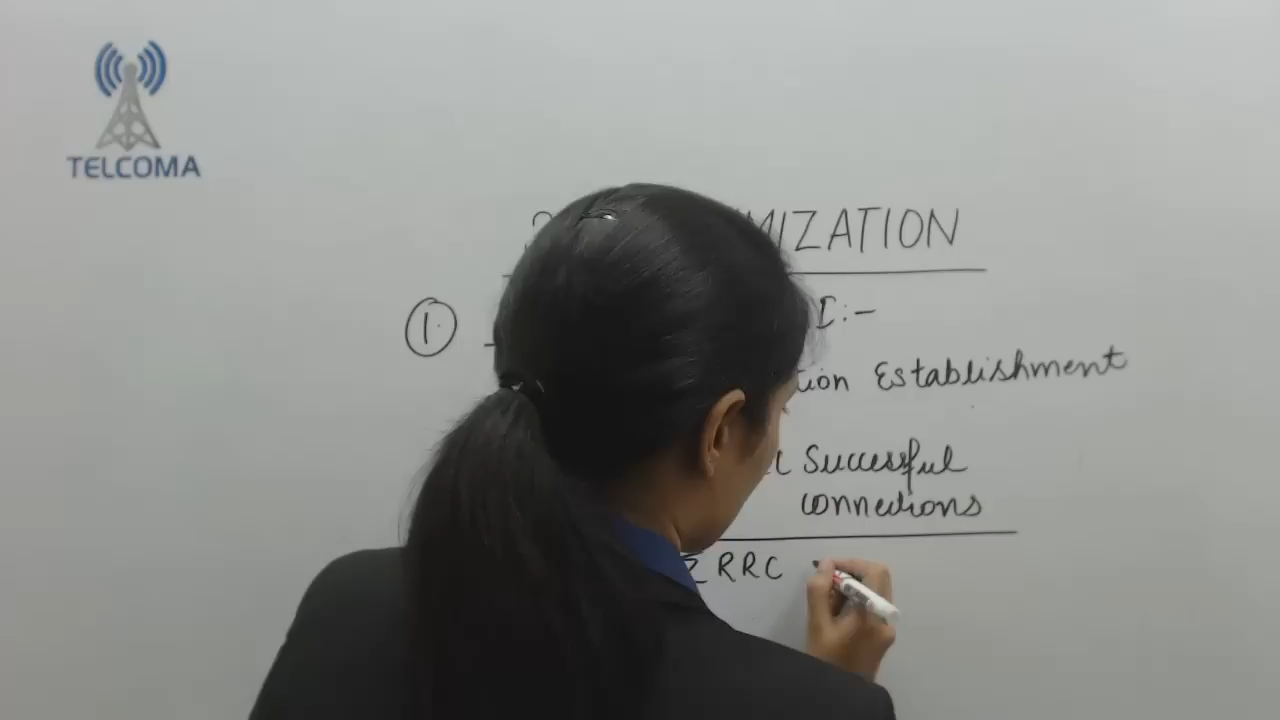 TELCOMA
MIZATION
①
I:-
tion Establishment
Successful
connections
Σ RRC